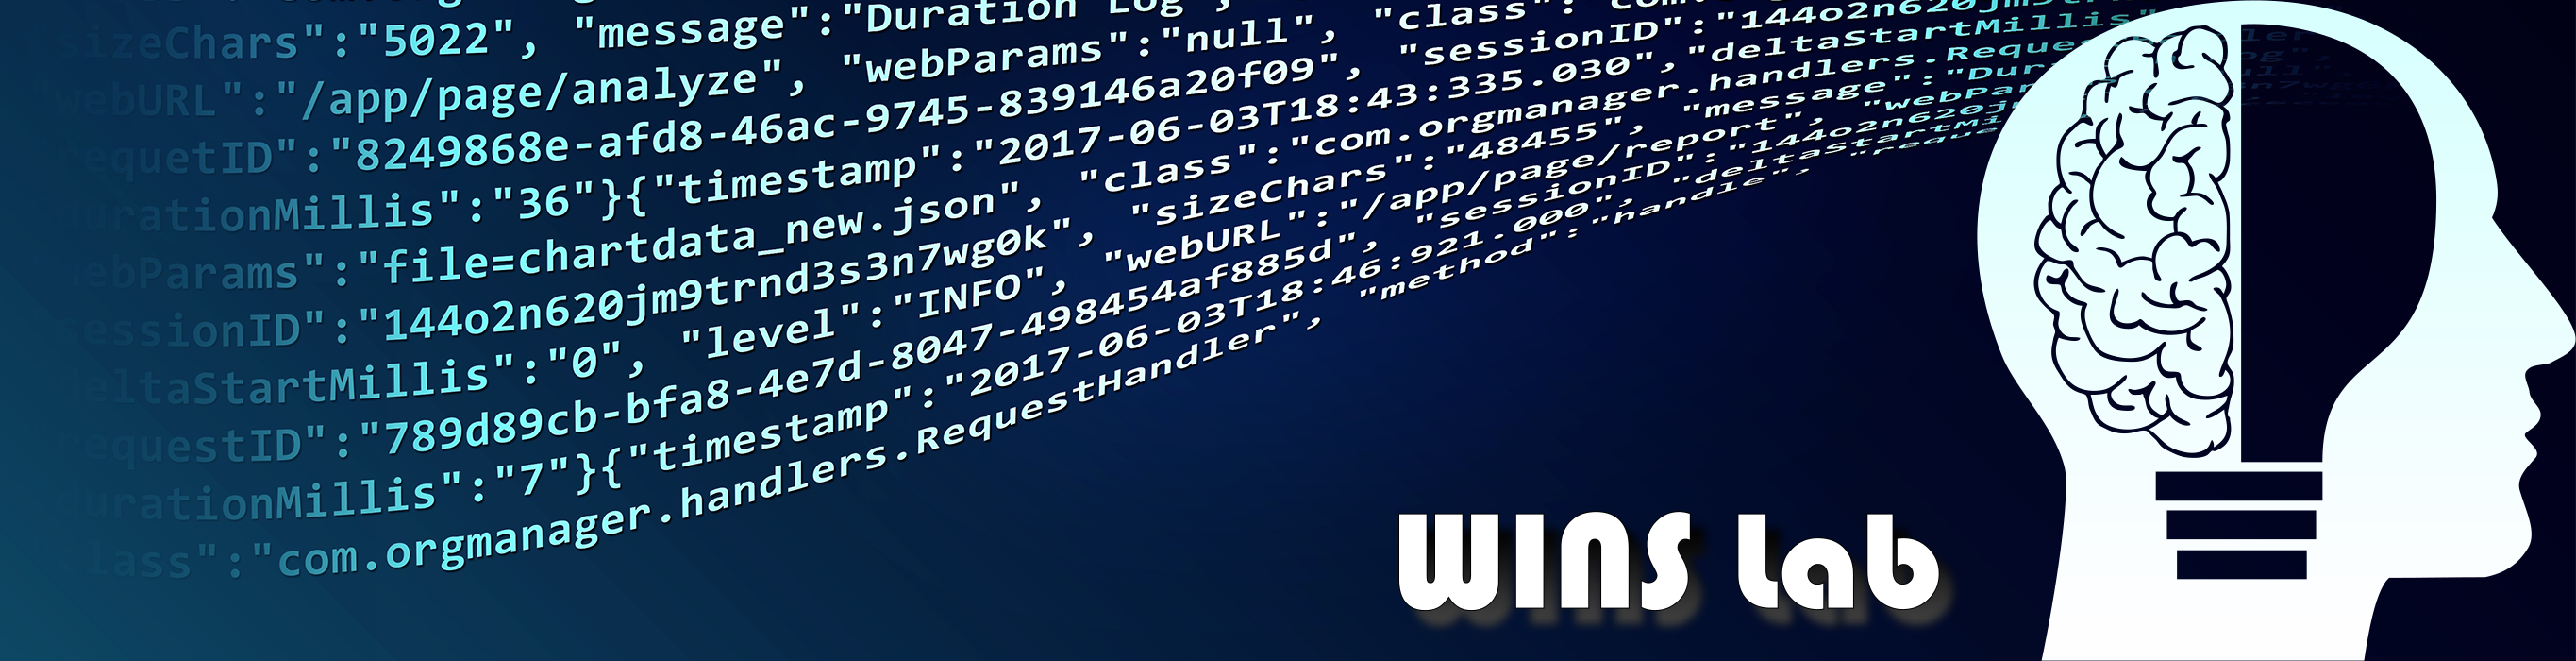 sizeChars":"5022", "message":"Duration Log",
webURL":"/app/page/analyze", "webParams":"null", "class":
requetID":"8249868e-afd8-46ac-9745-839146a20f09", "sessionID":"144o2n620jm9trn
durationMillis":"36"}{"timestamp":"2017-06-03T18:43:335.030","deltaStartMillis"
webParams":"file=chartdata_new.json", "class":"com.orgmanager.handlers.Reque
sessionID":"144o2n620jm9trnd3s3n7wg0k", "sizeChars":"48455", "message":"Dur
deltaStartMillis":"0", "level":"INFO", "webURL":"/app/page/report", "webPar
requestID":"789d89cb-bfa8-4e7d-8047-498454af885d", "sessionID":"144o2n620j
durationMillis":"7"}{"timestamp":"2017-06-03T18:46:921.000", "deltaStartMi
class":"com.orgmanager.handlers.RequestHandler", "method":"handle", "reque
WINS Lab